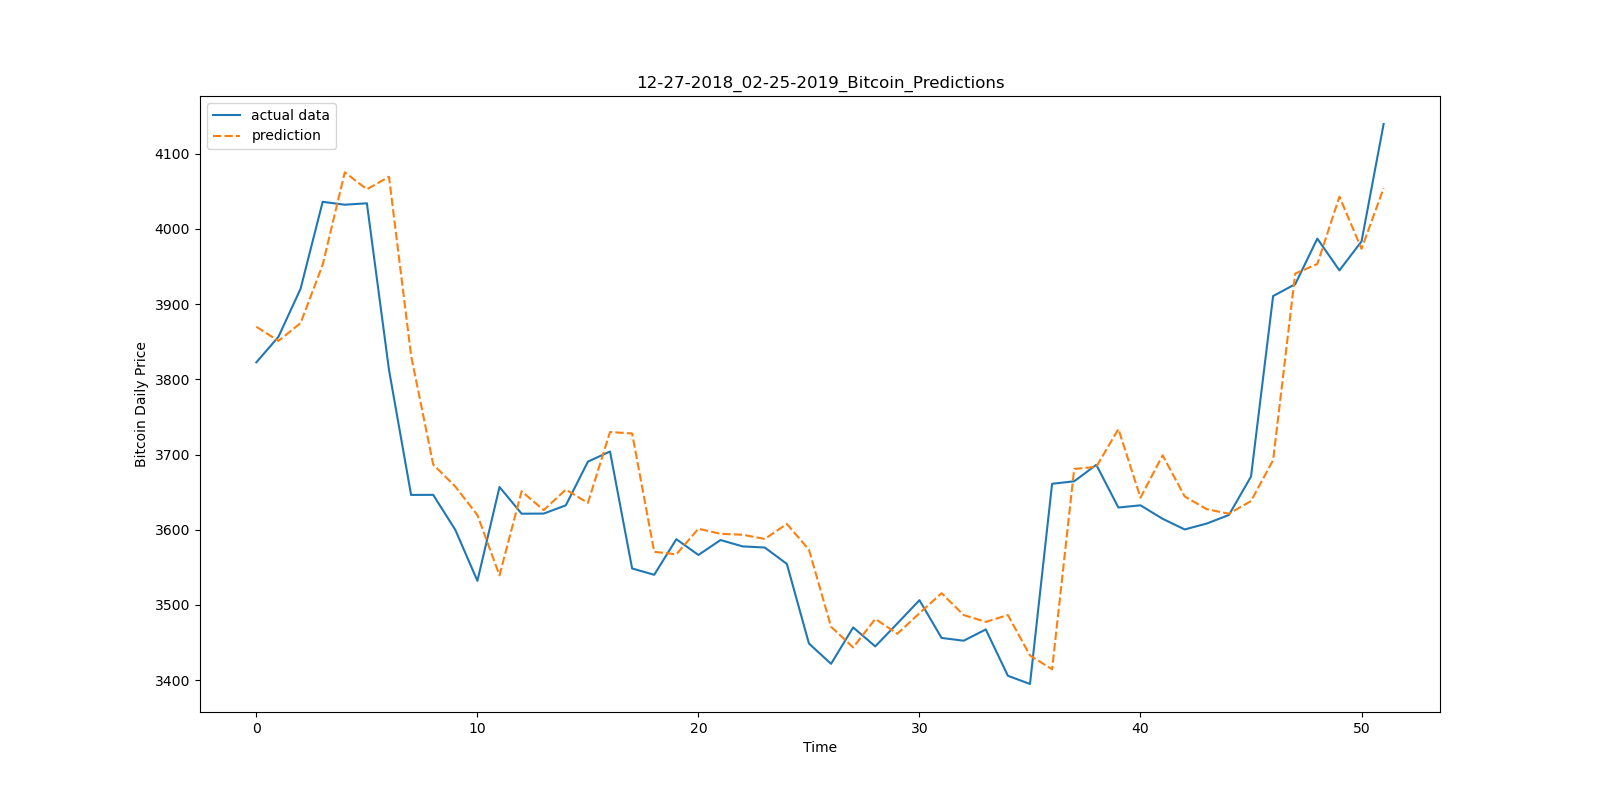 12-27-2018_02-25-2019_Bitcoin_Predictions
actual data
prediction
4100
4000
3900
3800
3700
3600
3500
3400
Bitcoin Daily Price
0 10 20 30 40 50
Time